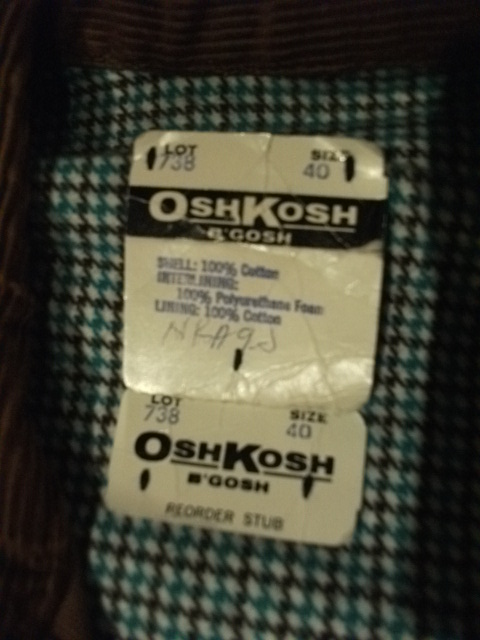 LOT SIZE
738 40
OSHKOSH
B'GOSH
SHELL: 100% Cotton
INTERLINING:
100% Polyurethane Foam
LINING: 100% Cotton
LOT SIZE
738 40
OSHKOSH
B'GOSH
REORDER STUB